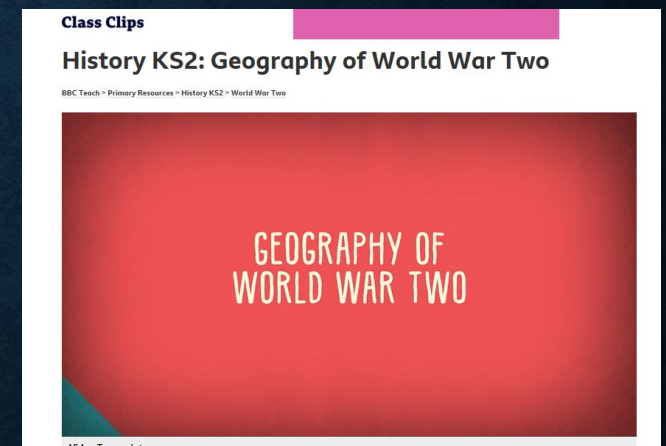 Class Clips
History KS2: Geography of World War Two
BBC Teach > Primary Resources > History KS2 > World War Two
GEOGRAPHY OF
WORLD WAR TWO